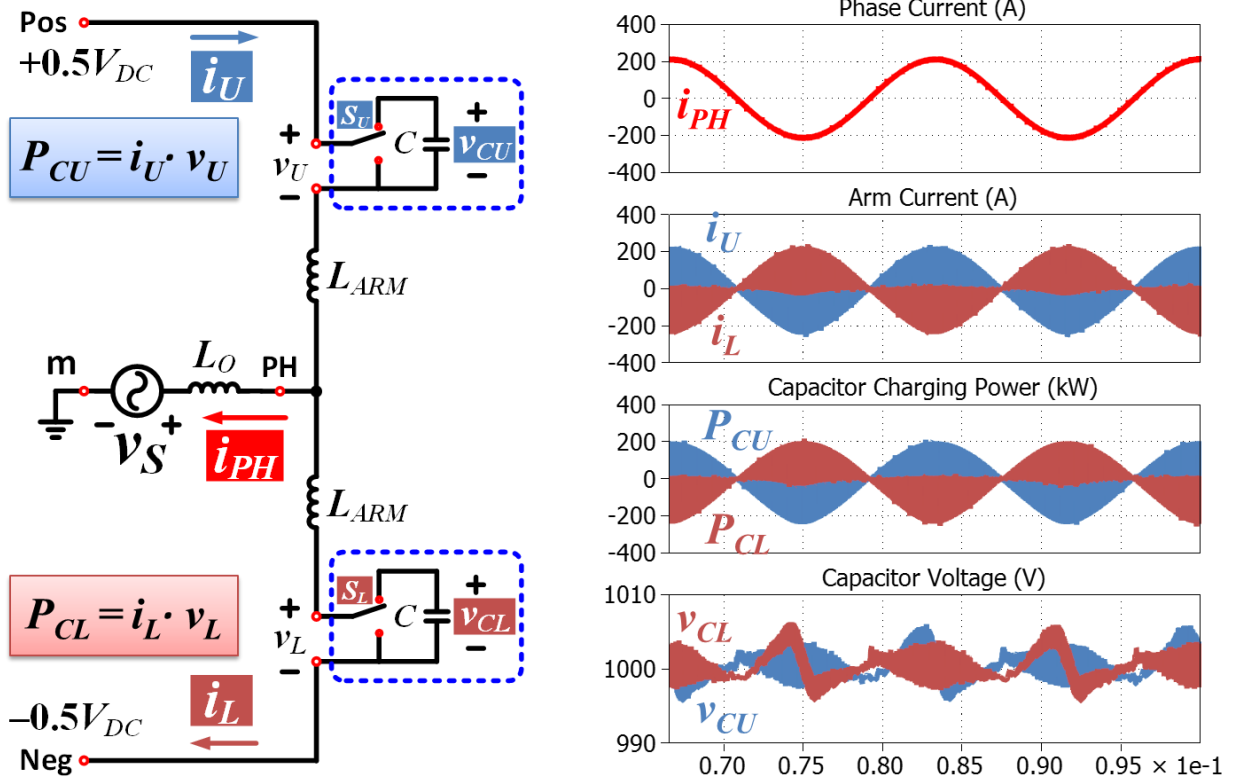 Pos
+0.5V_DC
i_U
P_CU = i_U · v_U
+
v_U
−
S_U
C
+
v_CU
−
L_ARM
m
L_O
PH
− v_S +
i_PH
L_ARM
P_CL = i_L · v_L
+
v_L
−
S_L
C
+
v_CL
−
i_L
−0.5V_DC
Neg
Phase Current (A)
400
200
0
-200
-400
i_PH
Arm Current (A)
400
200
0
-200
-400
i_U
i_L
Capacitor Charging Power (kW)
400
200
0
-200
-400
P_CU
P_CL
Capacitor Voltage (V)
1010
1000
990
v_CL
v_CU
0.70 0.75 0.80 0.85 0.90 0.95 × 1e-1